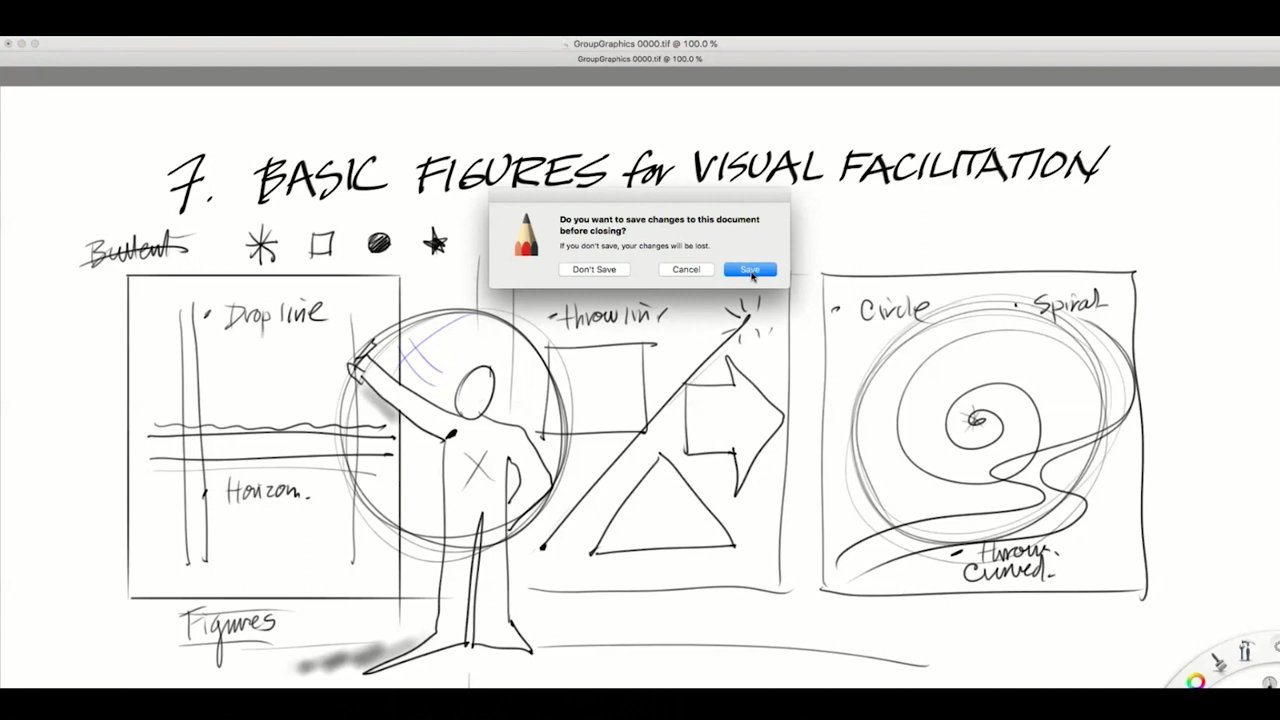 GroupGraphics 0000.tif @ 100.0 %
GroupGraphics 0000.tif @ 100.0 %
7. BASIC FIGURES for VISUAL FACILITATION
Do you want to save changes to this document
before closing?
If you don't save, your changes will be lost.
Don't Save
Cancel
Save
• Drop line
Horizon.
Figures
• throw line
• Circle
• Spiral
• Throw.
Curved.